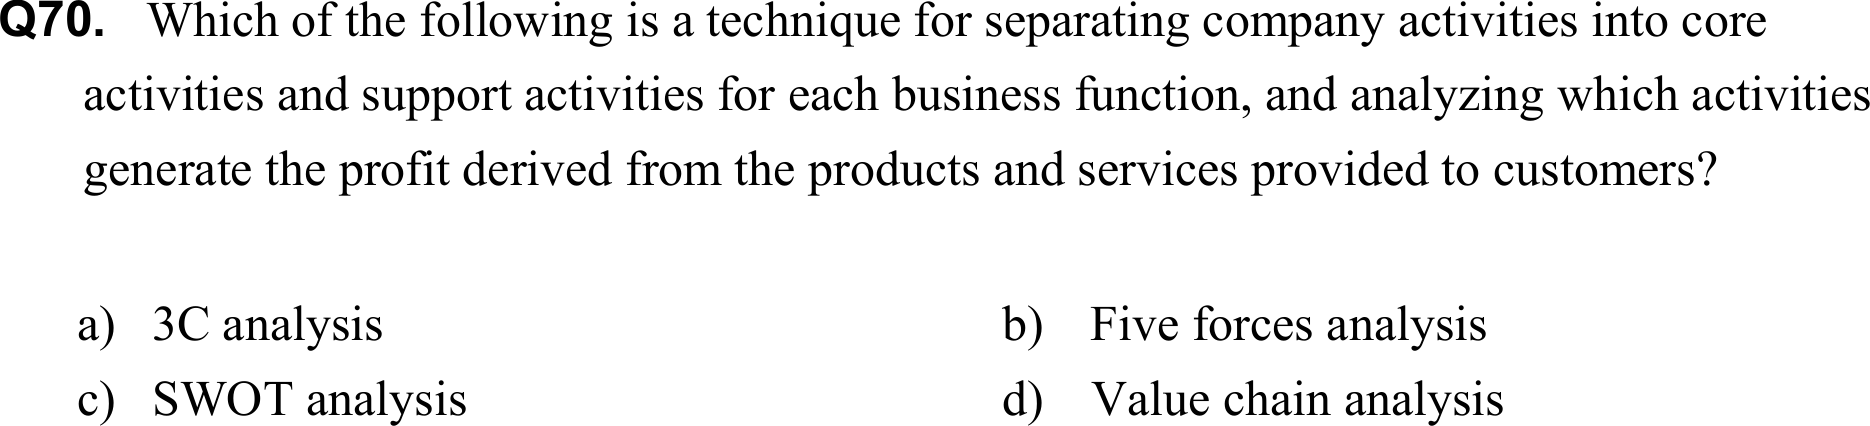 Q70. Which of the following is a technique for separating company activities into core
activities and support activities for each business function, and analyzing which activities
generate the profit derived from the products and services provided to customers?
a) 3C analysis b) Five forces analysis
c) SWOT analysis d) Value chain analysis